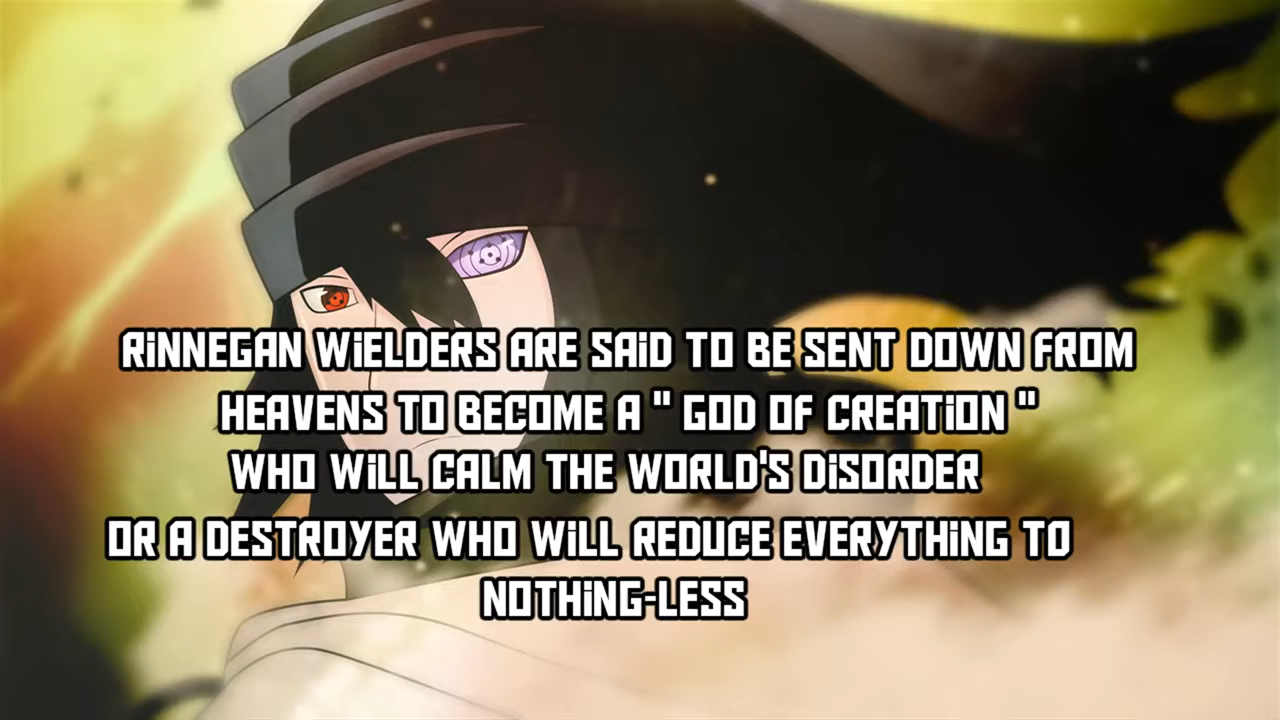 RINNEGAN WIELDERS ARE SAID TO BE SENT DOWN FROM
HEAVENS TO BECOME A " GOD OF CREATION "
WHO WILL CALM THE WORLD'S DISORDER
OR A DESTROYER WHO WILL REDUCE EVERYTHING TO
NOTHING-LESS